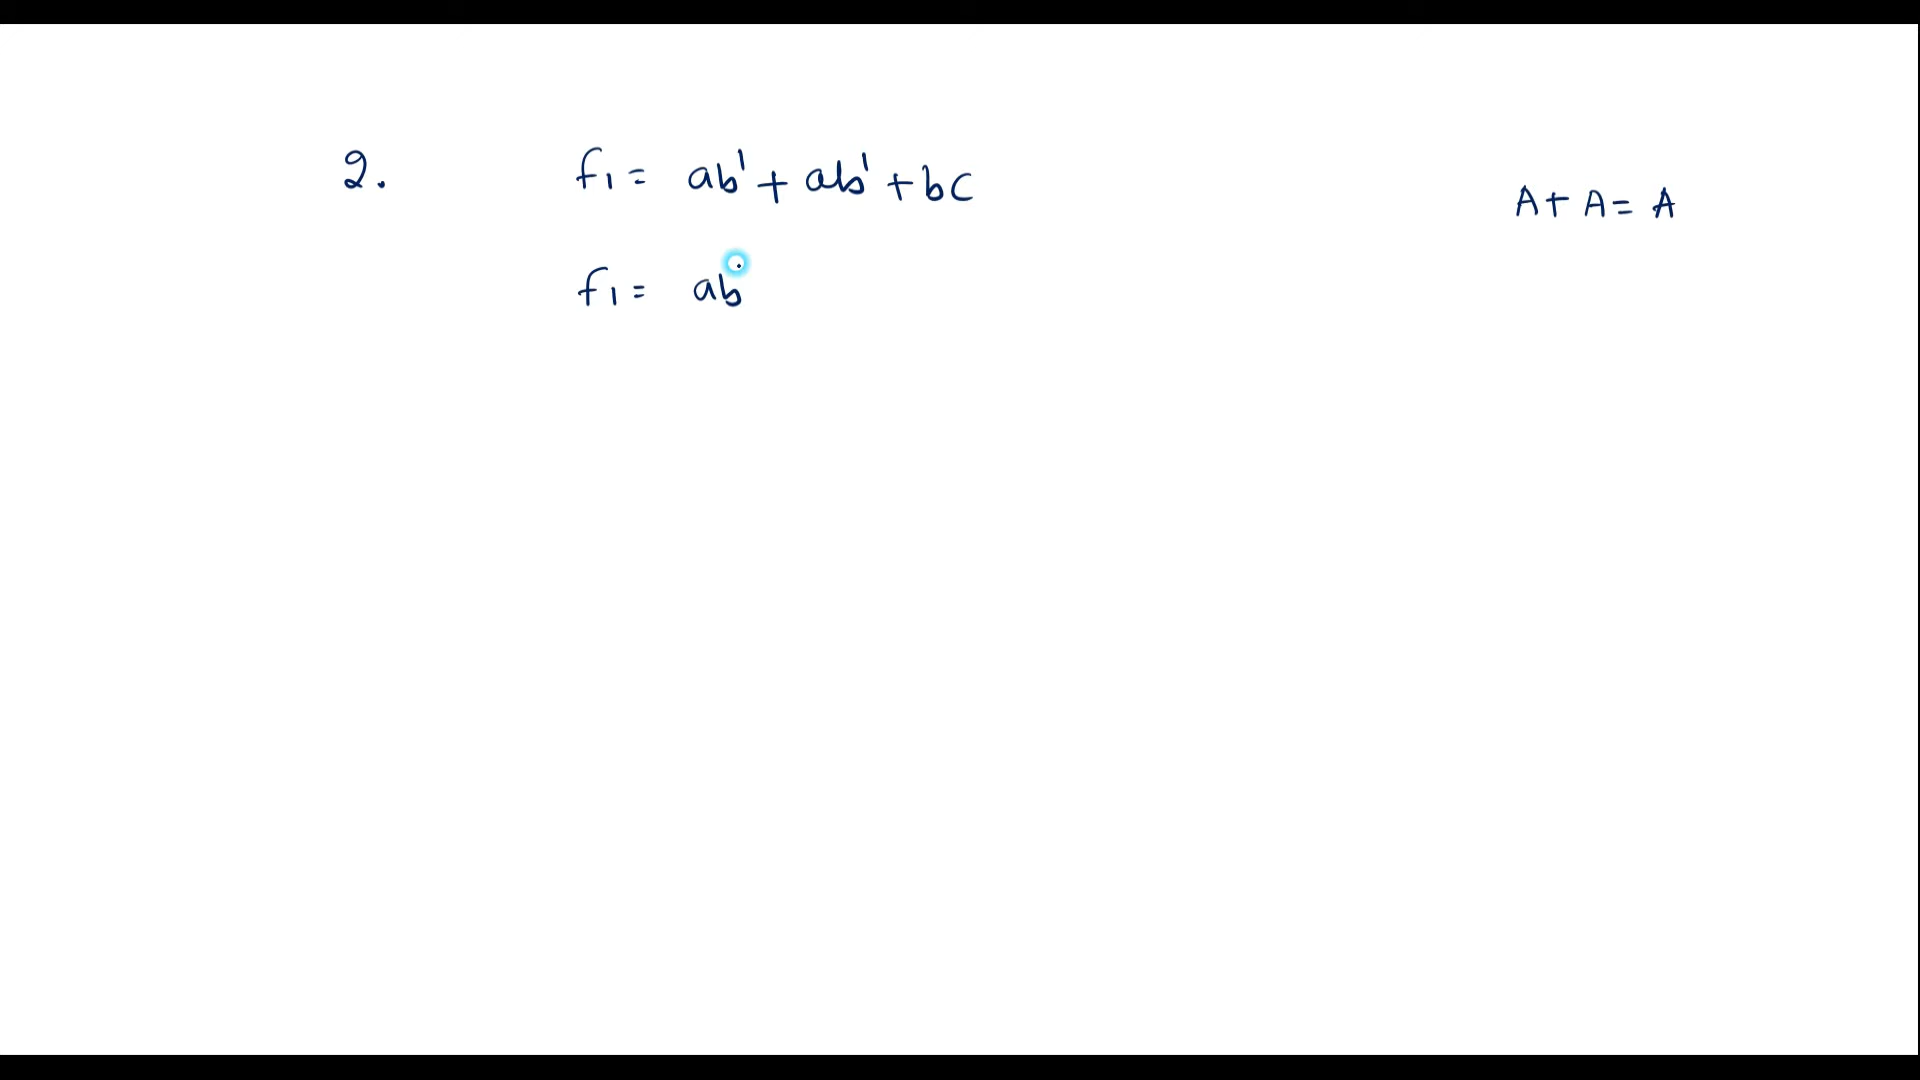 2. f1 = ab' + ab' + bc
A + A = A
f1 = ab